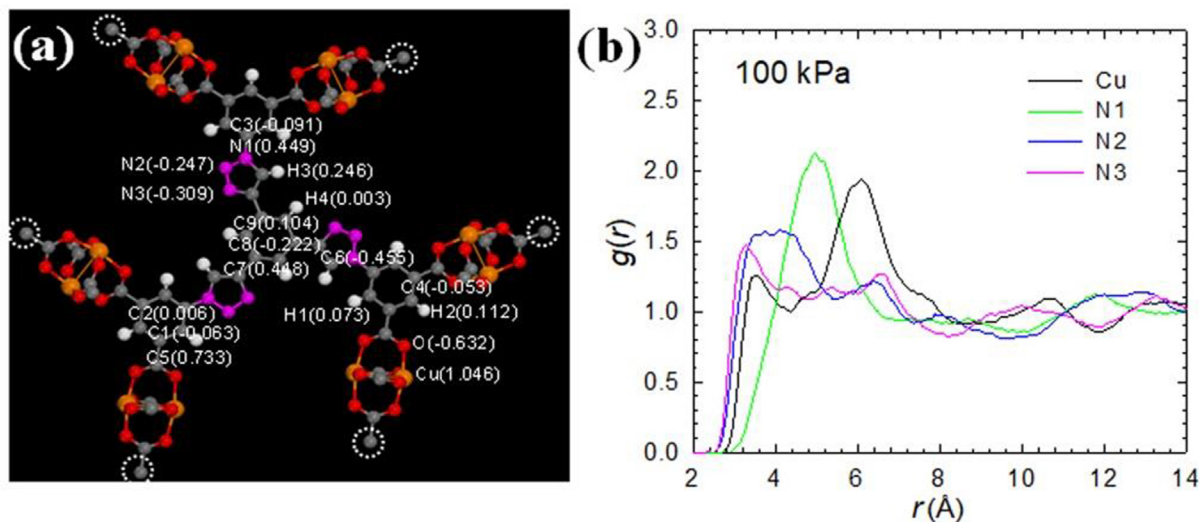 (a)
C3(-0.091)
N1(0.449)
N2(-0.247)
H3(0.246)
N3(-0.309)
H4(0.003)
C9(0.104)
C8(-0.222)
C7(0.448)
C6(-0.455)
C4(-0.053)
C2(0.006)
H1(0.073)
H2(0.112)
C1(-0.063)
C5(0.733)
O(-0.632)
Cu(1.046)
(b)
100 kPa
Cu
N1
N2
N3
3.0
2.5
2.0
1.5
1.0
0.5
0.0
g(r)
2 4 6 8 10 12 14
r(Å)